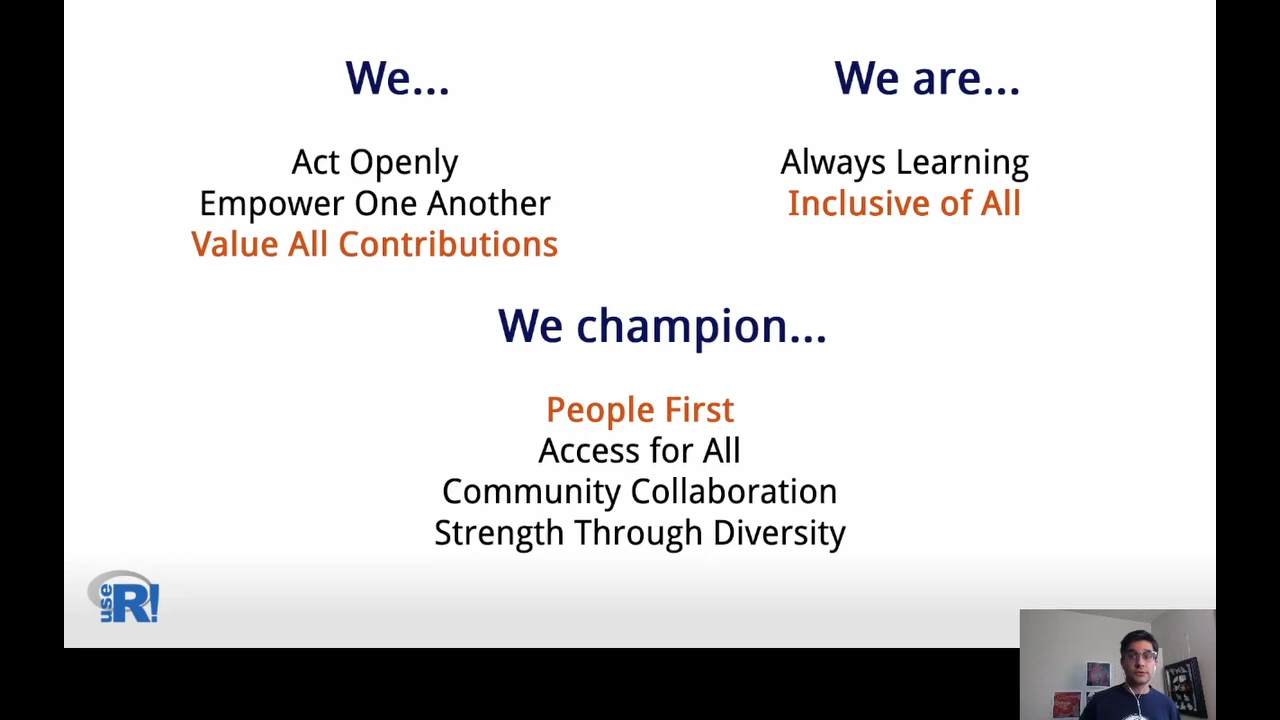 We...
Act Openly
Empower One Another
Value All Contributions
We are...
Always Learning
Inclusive of All
We champion...
People First
Access for All
Community Collaboration
Strength Through Diversity
use R!